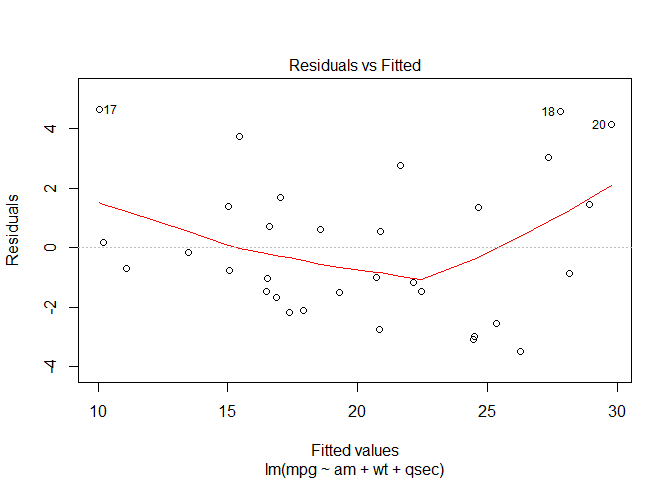 Residuals vs Fitted
Residuals
4
2
0
-2
-4
17
18
20
10 15 20 25 30
Fitted values
lm(mpg ~ am + wt + qsec)